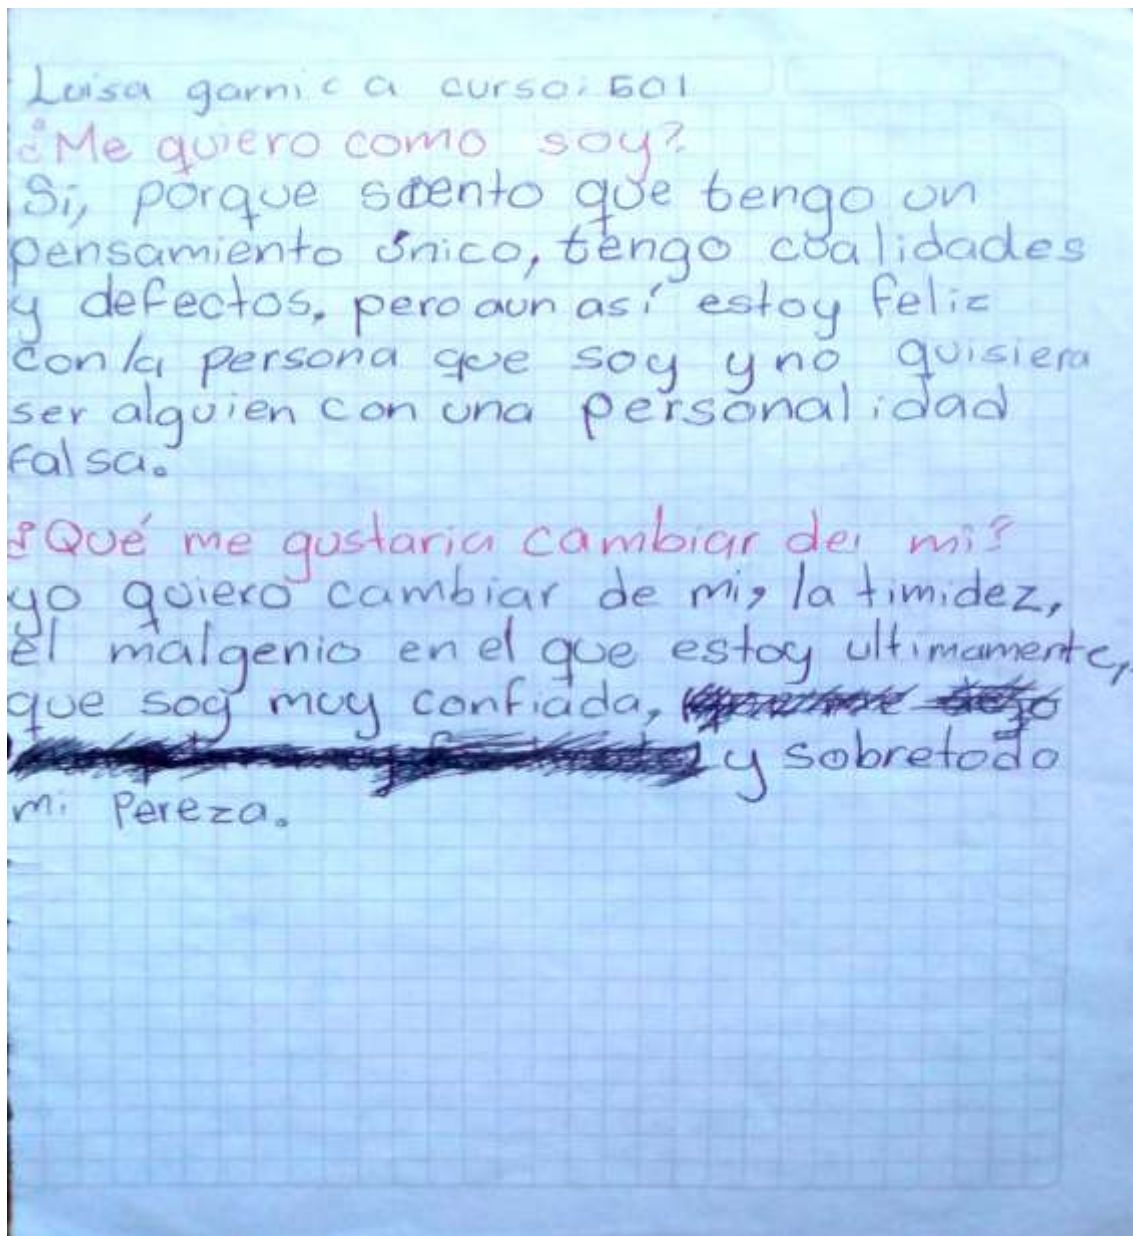 Luisa garnica curso: 601
¿Me quiero como soy?
Si, porque siento que tengo un
pensamiento único, tengo cualidades
y defectos, pero aun así estoy feliz
con la persona que soy y no quisiera
ser alguien con una personalidad
falsa.
¿Qué me gustaria cambiar de mi?
yo quiero cambiar de mi, la timidez,
el malgenio en el que estoy ultimamente,
que soy muy confiada,
y sobretodo
mi Pereza.